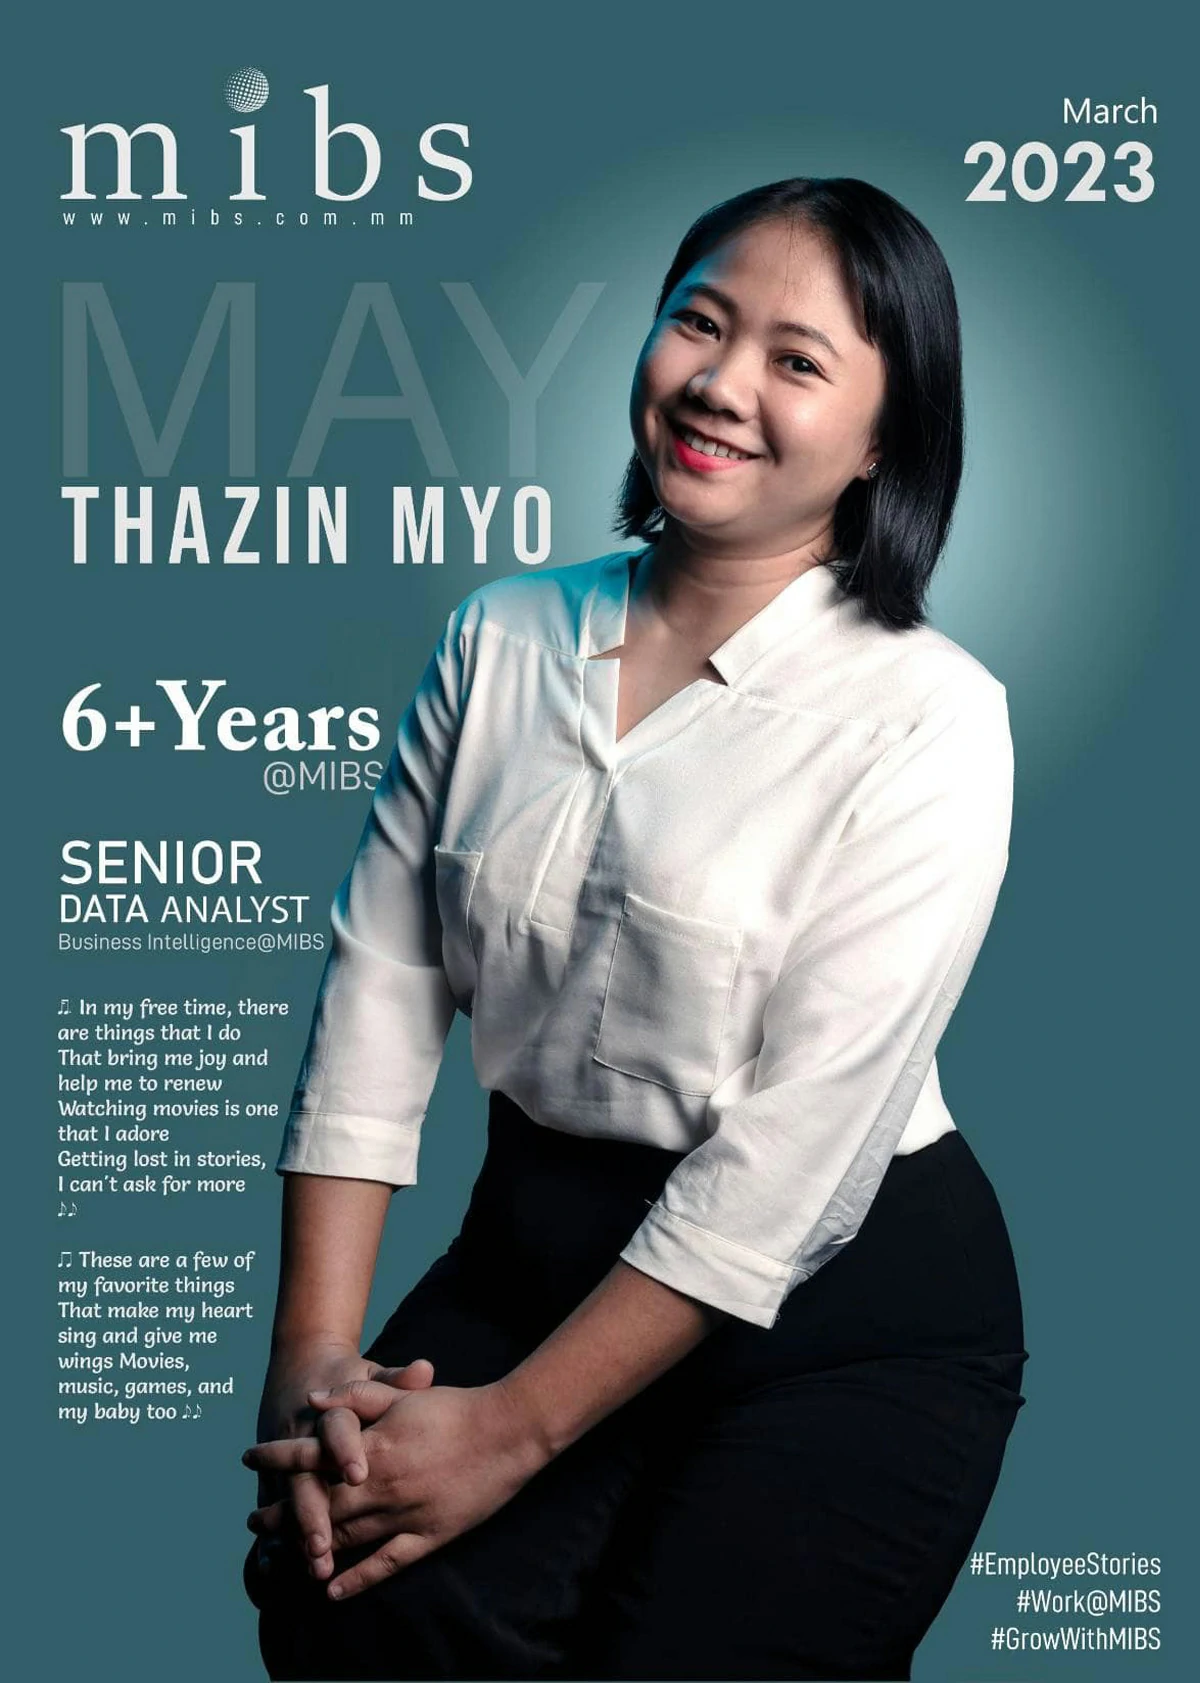 mibs
www.mibs.com.mm
March
2023
MAY
THAZIN MYO
6+Years
@MIBS
SENIOR
DATA ANALYST
Business Intelligence@MIBS
♫ In my free time, there
are things that I do
That bring me joy and
help me to renew
Watching movies is one
that I adore
Getting lost in stories,
I can't ask for more
♪♪
♫ These are a few of
my favorite things
That make my heart
sing and give me
wings Movies,
music, games, and
my baby too ♪♪
#EmployeeStories
#Work@MIBS
#GrowWithMIBS